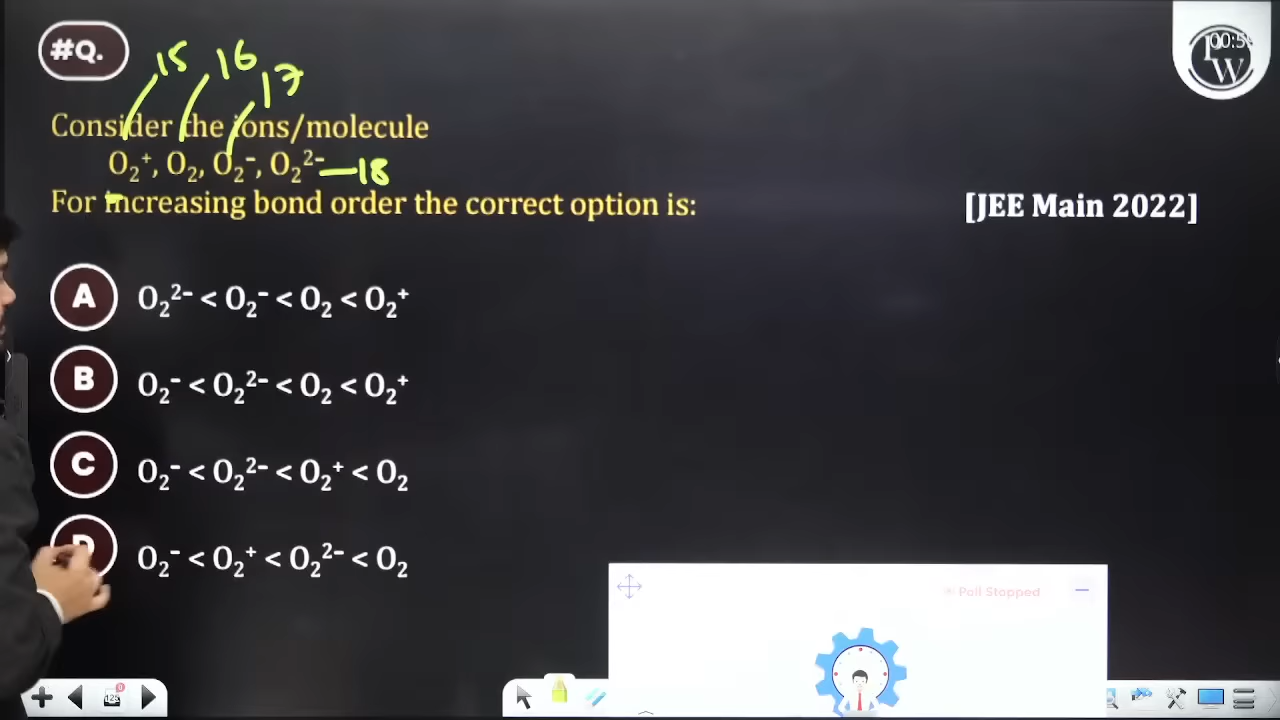 #Q.
15 16 17
Consider the ions/molecule
O₂⁺, O₂, O₂⁻, O₂²⁻ —18
For increasing bond order the correct option is:
[JEE Main 2022]
A O₂²⁻ < O₂⁻ < O₂ < O₂⁺
B O₂⁻ < O₂²⁻ < O₂ < O₂⁺
C O₂⁻ < O₂²⁻ < O₂⁺ < O₂
D O₂⁻ < O₂⁺ < O₂²⁻ < O₂
Poll Stopped